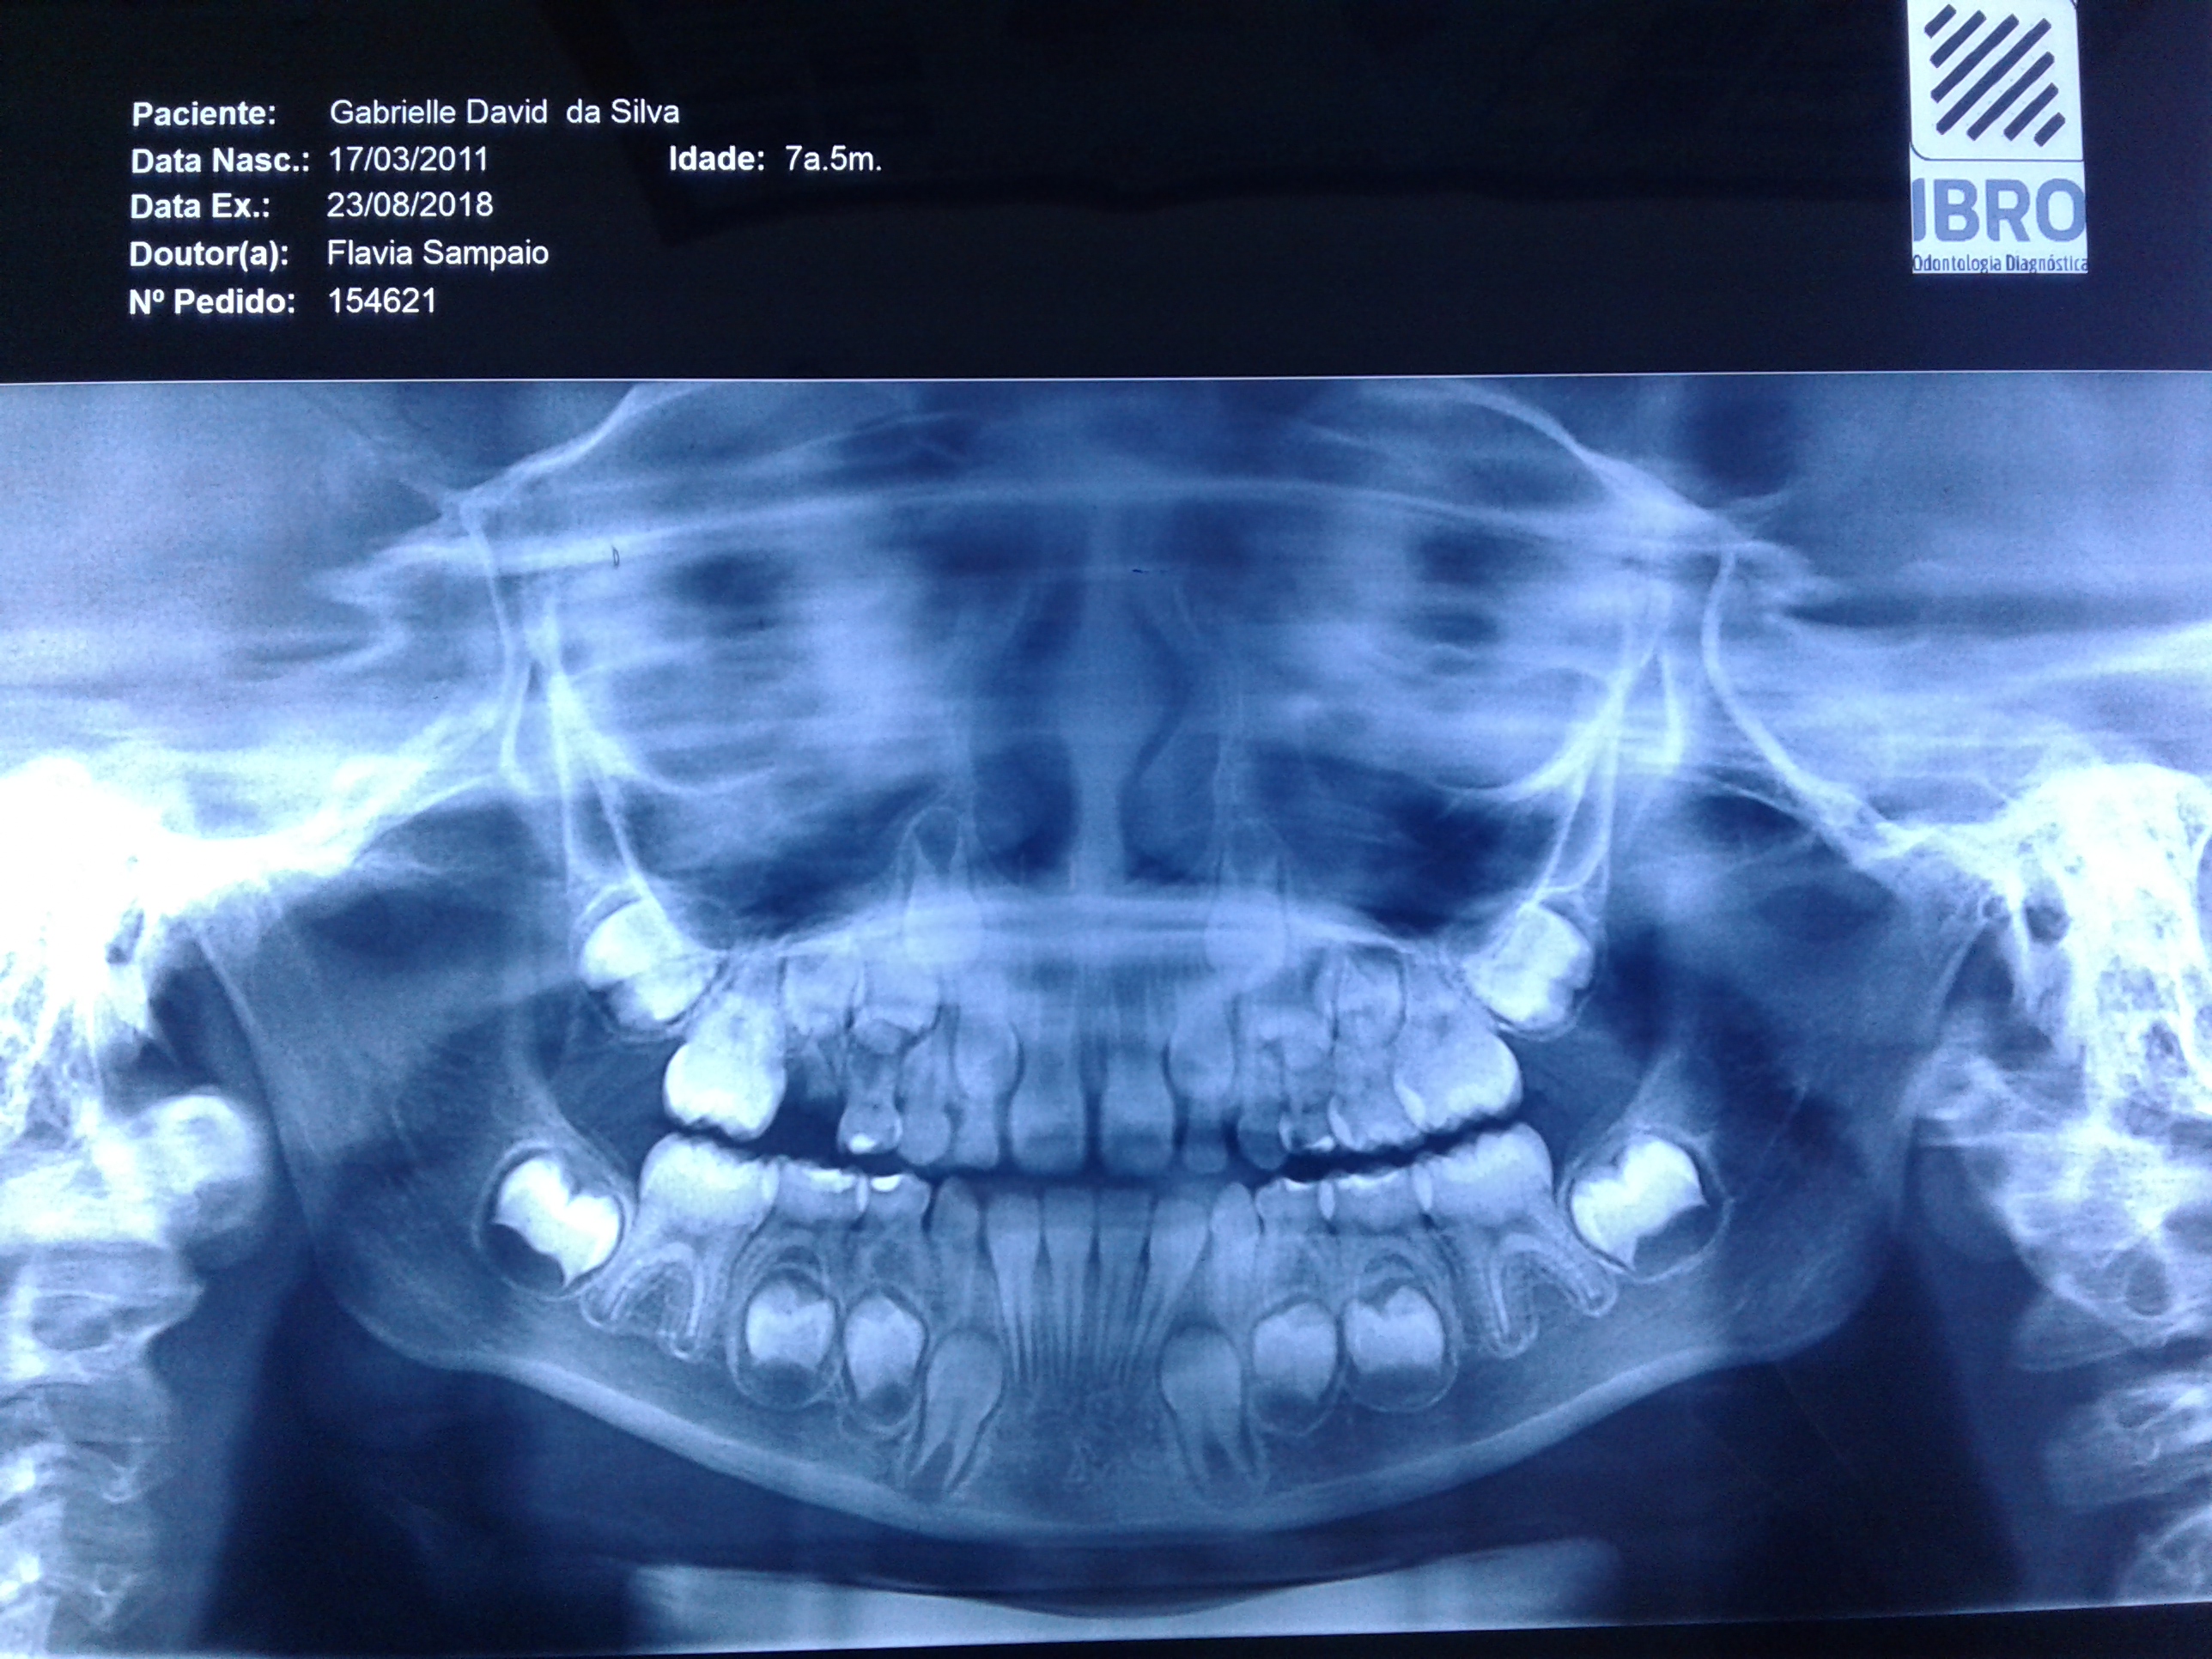 Paciente: Gabrielle David da Silva
Data Nasc.: 17/03/2011 Idade: 7a.5m.
Data Ex.: 23/08/2018
Doutor(a): Flavia Sampaio
Nº Pedido: 154621
IBRO
Odontologia Diagnóstica